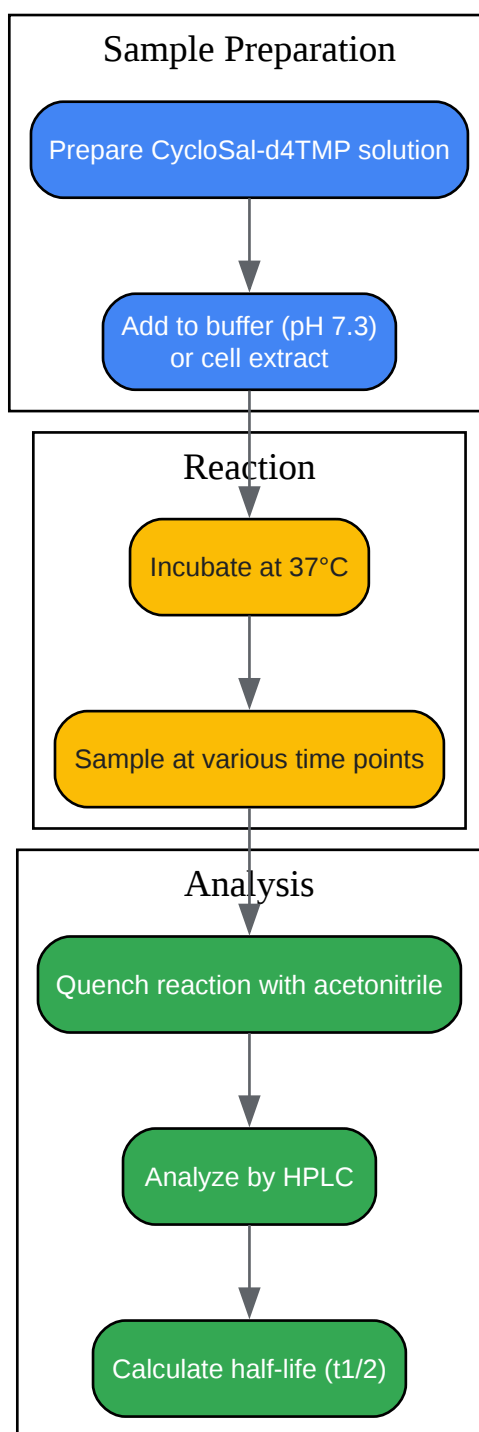 Sample Preparation
Prepare CycloSal-d4TMP solution
Add to buffer (pH 7.3)
or cell extract
Reaction
Incubate at 37°C
Sample at various time points
Analysis
Quench reaction with acetonitrile
Analyze by HPLC
Calculate half-life (t1/2)